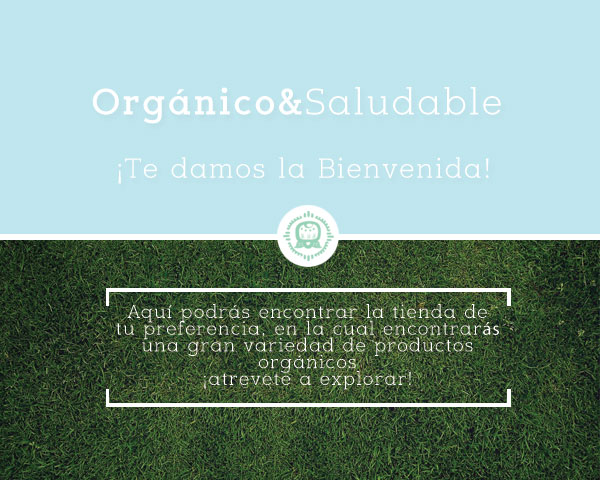 Orgánico&Saludable
¡Te damos la Bienvenida!
Aquí podrás encontrar la tienda de
tu preferencia, en la cual encontrarás
una gran variedad de productos
orgánicos
¡atrevete a explorar!